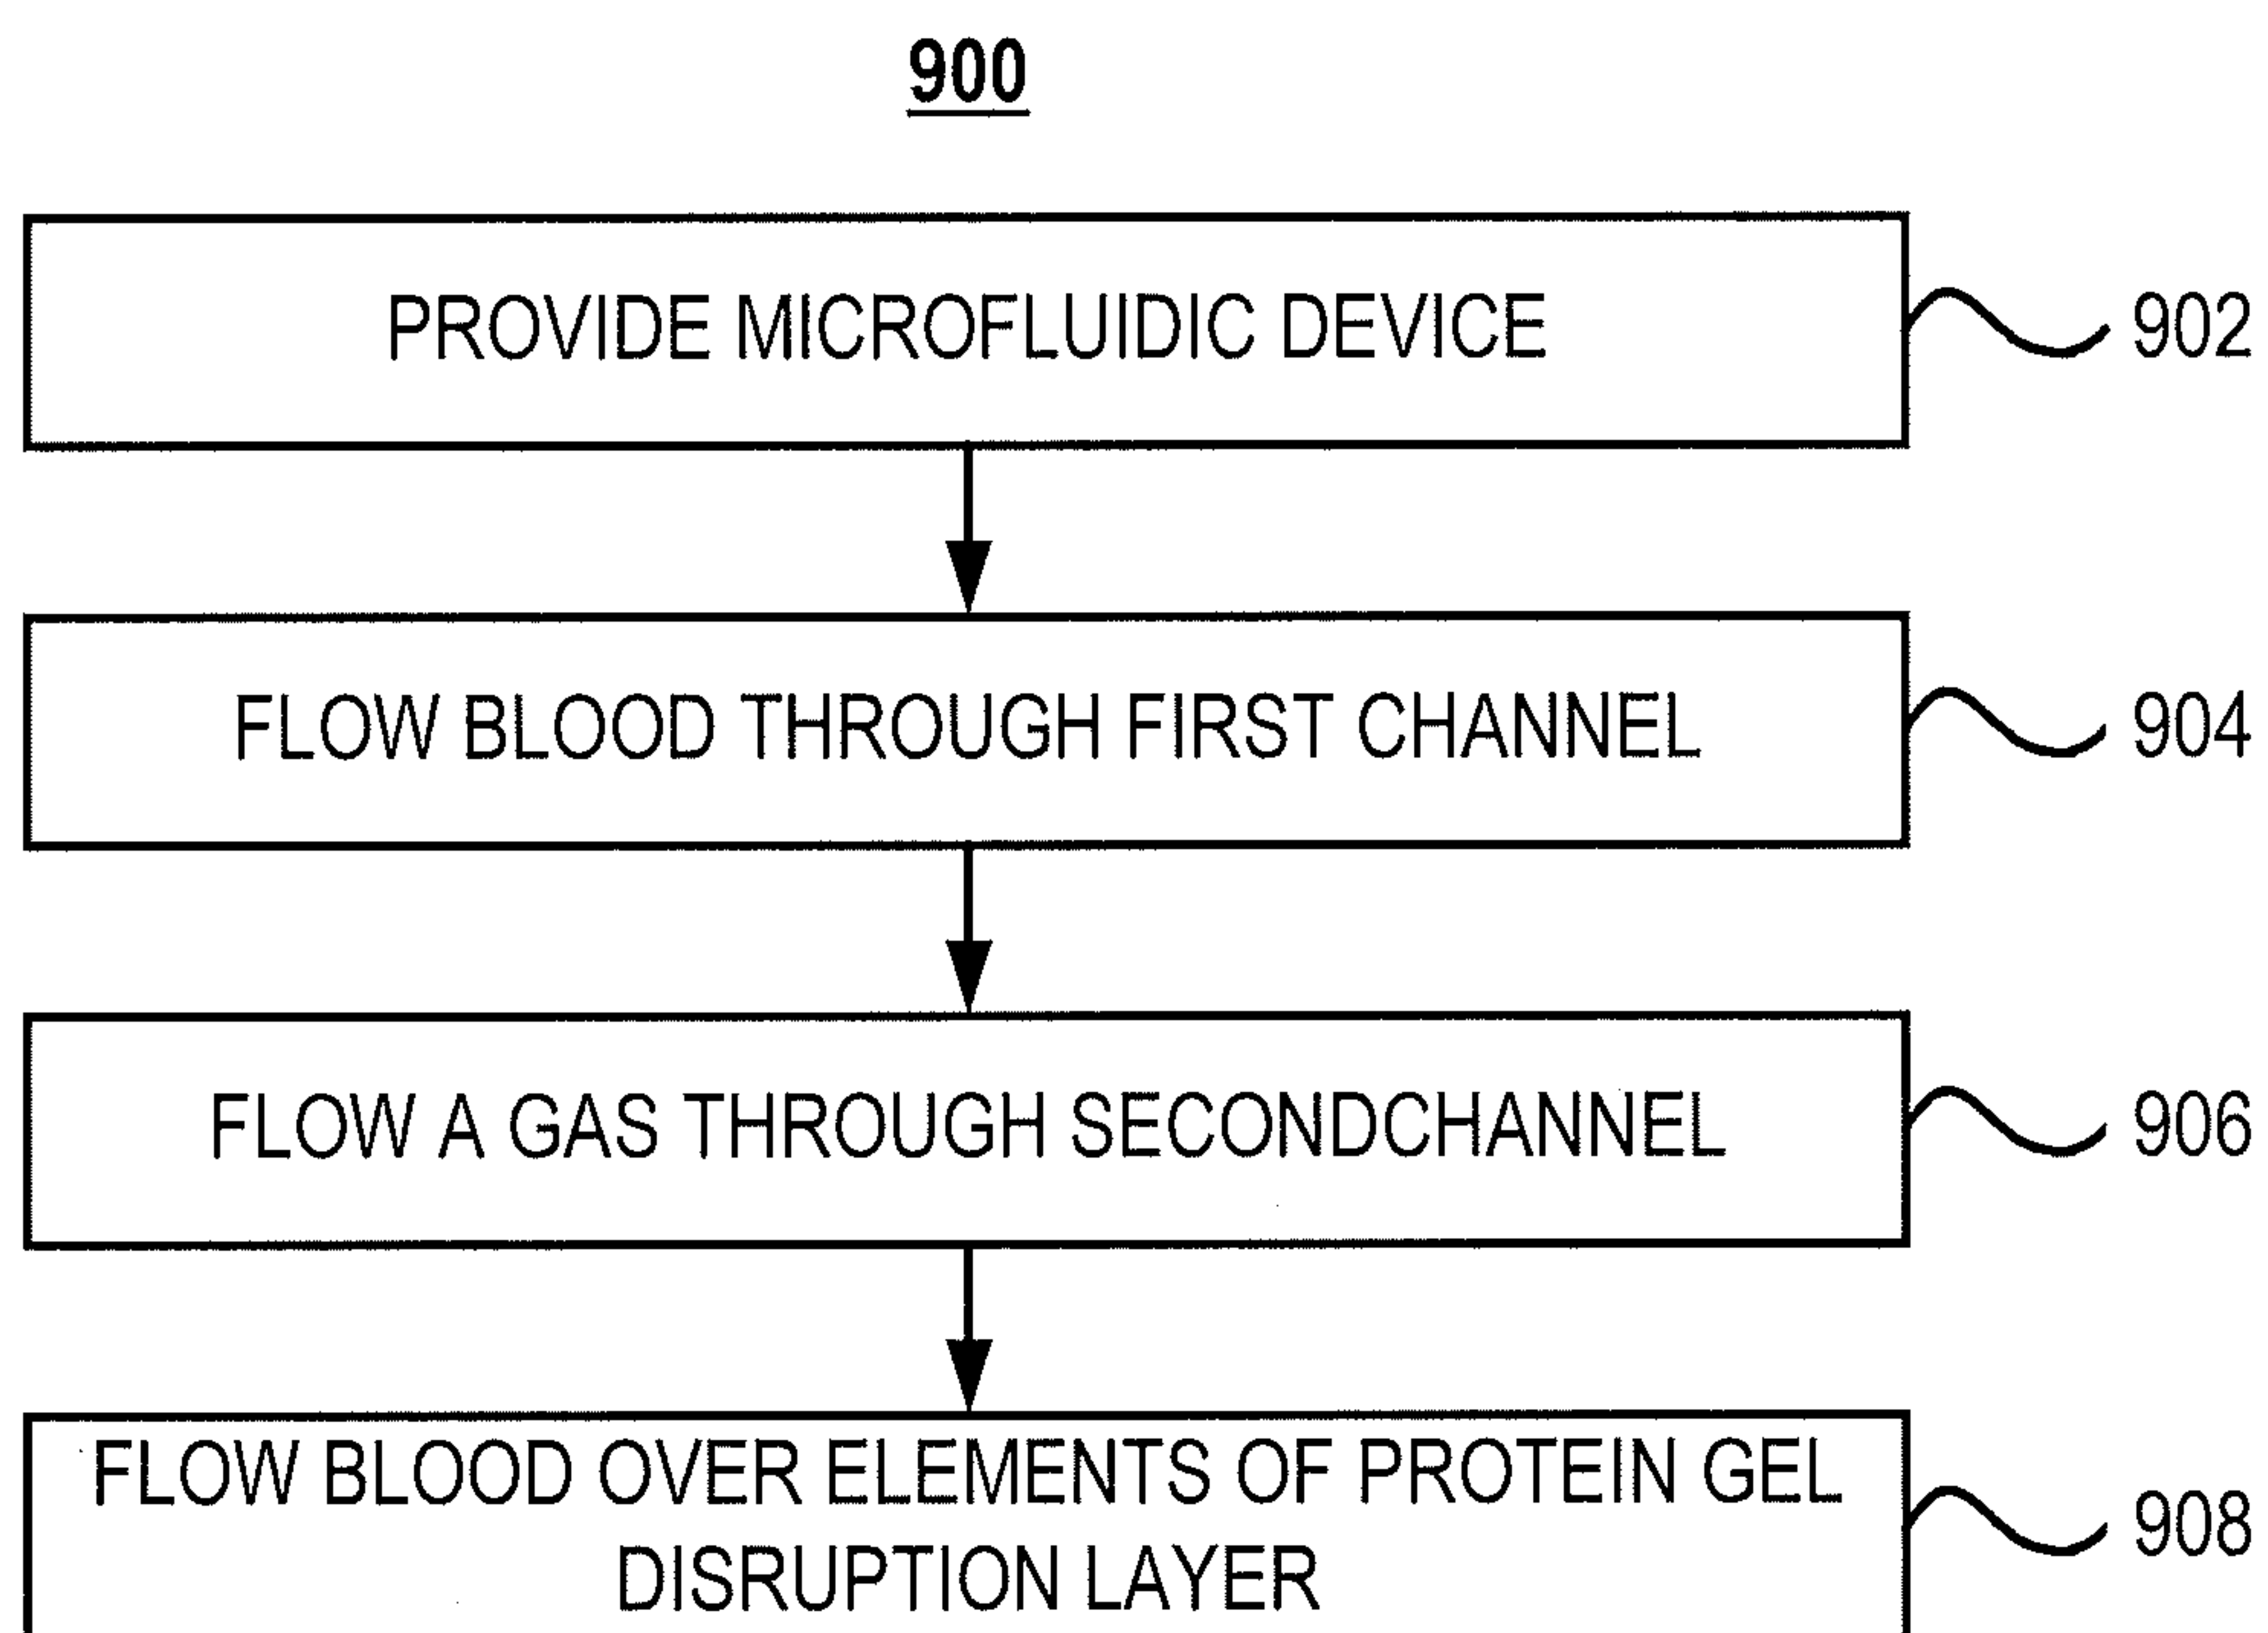 900
PROVIDE MICROFLUIDIC DEVICE
902
FLOW BLOOD THROUGH FIRST CHANNEL
904
FLOW A GAS THROUGH SECONDCHANNEL
906
FLOW BLOOD OVER ELEMENTS OF PROTEIN GEL
DISRUPTION LAYER
908